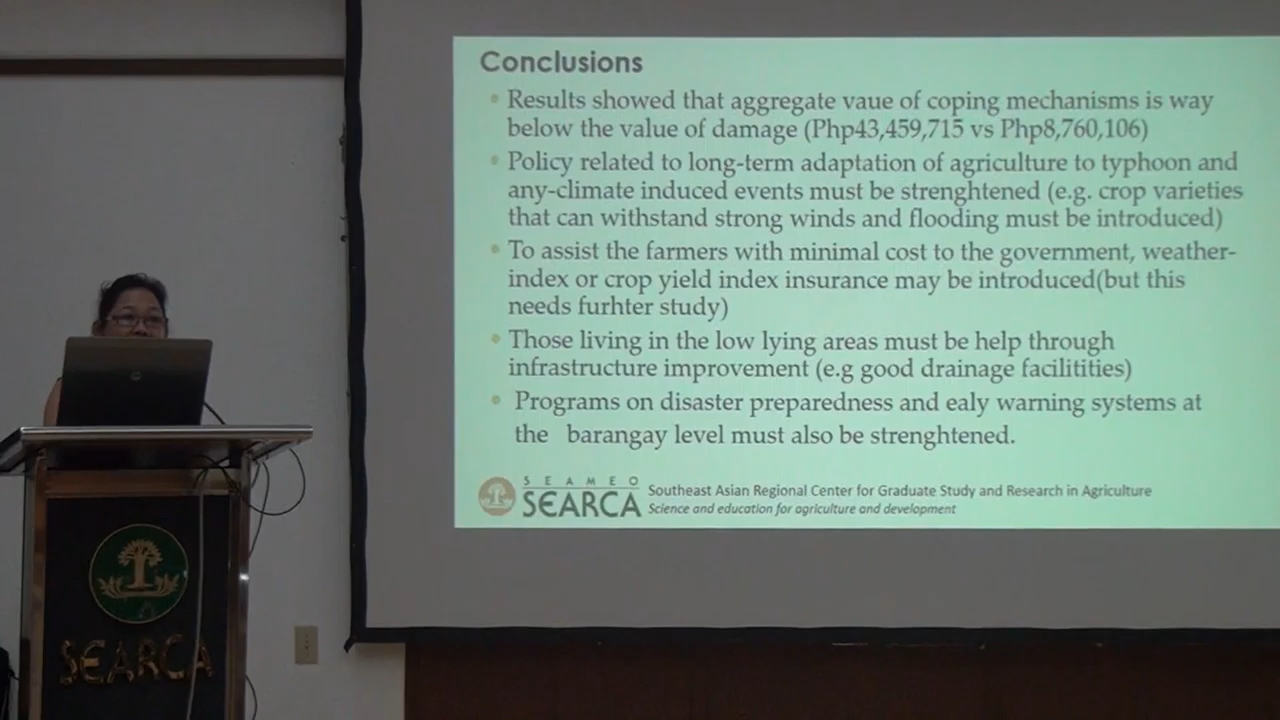 Conclusions
Results showed that aggregate vaue of coping mechanisms is way
below the value of damage (Php43,459,715 vs Php8,760,106)
Policy related to long-term adaptation of agriculture to typhoon and
any-climate induced events must be strenghtened (e.g. crop varieties
that can withstand strong winds and flooding must be introduced)
To assist the farmers with minimal cost to the government, weather-
index or crop yield index insurance may be introduced(but this
needs furhter study)
Those living in the low lying areas must be help through
infrastructure improvement (e.g good drainage facilitities)
Programs on disaster preparedness and ealy warning systems at
the barangay level must also be strenghtened.
SEAMEO
SEARCA
Southeast Asian Regional Center for Graduate Study and Research in Agriculture
Science and education for agriculture and development
SEARCA